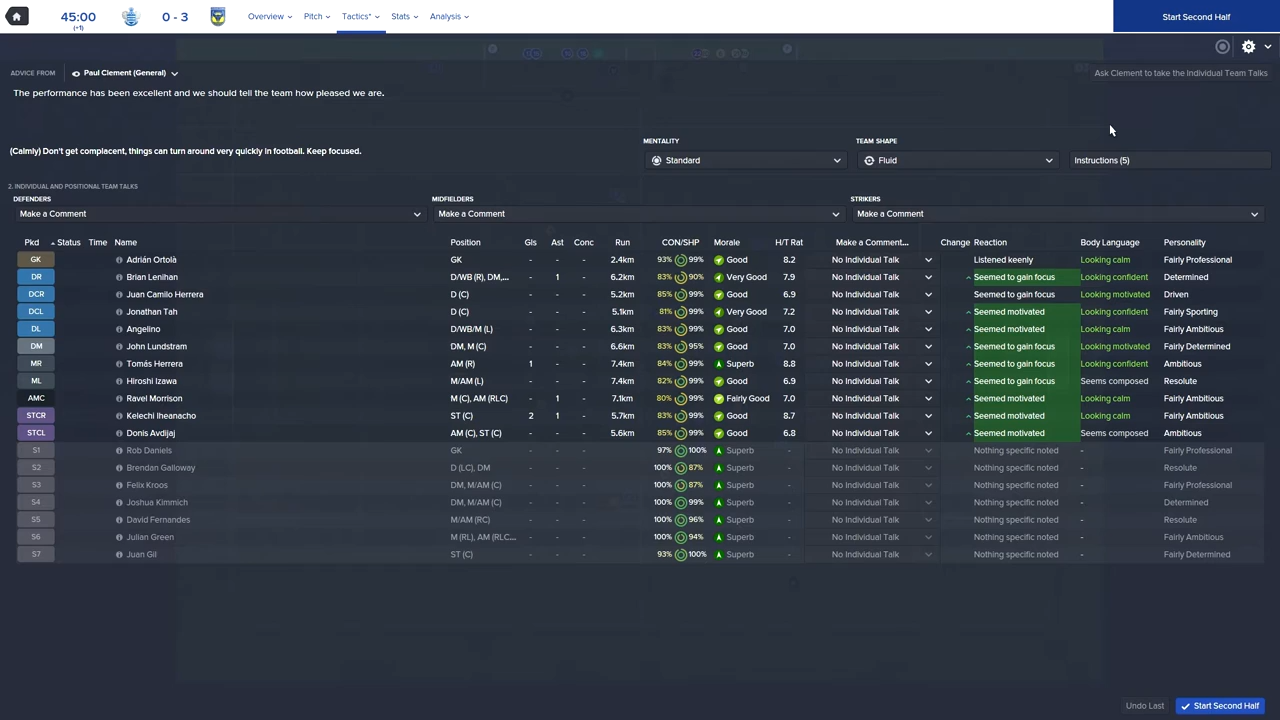 45:00 (+1) 0 - 3 Overview Pitch Tactics* Stats Analysis Start Second Half
ADVICE FROM Paul Clement (General) Ask Clement to take the Individual Team Talks
The performance has been excellent and we should tell the team how pleased we are.
MENTALITY TEAM SHAPE
(Calmly) Don't get complacent, things can turn around very quickly in football. Keep focused.
Standard Fluid Instructions (5)
2. INDIVIDUAL AND POSITIONAL TEAM TALKS
DEFENDERS MIDFIELDERS STRIKERS
Make a Comment Make a Comment Make a Comment
Pkd Status Time Name Position Gls Ast Conc Run CON/SHP Morale H/T Rat Make a Comment... Change Reaction Body Language Personality
GK Adrián Ortolà GK - - - 2.4km 93% 99% Good 8.2 No Individual Talk Listened keenly Looking calm Fairly Professional
DR Brian Lenihan D/WB (R), DM,... - 1 - 6.2km 83% 90% Very Good 7.9 No Individual Talk Seemed to gain focus Looking confident Determined
DCR Juan Camilo Herrera D (C) - - - 5.2km 85% 99% Good 6.9 No Individual Talk Seemed to gain focus Looking motivated Driven
DCL Jonathan Tah D (C) - - - 5.1km 81% 99% Very Good 7.2 No Individual Talk Seemed motivated Looking confident Fairly Sporting
DL Angelino D/WB/M (L) - - - 6.3km 83% 99% Good 7.0 No Individual Talk Seemed motivated Looking calm Fairly Ambitious
DM John Lundstram DM, M (C) - - - 6.6km 83% 95% Good 7.0 No Individual Talk Seemed to gain focus Looking motivated Fairly Determined
MR Tomás Herrera AM (R) 1 - - 7.4km 84% 99% Superb 8.8 No Individual Talk Seemed to gain focus Looking confident Ambitious
ML Hiroshi Izawa M/AM (L) - - - 7.4km 82% 99% Good 6.9 No Individual Talk Seemed to gain focus Seems composed Resolute
AMC Ravel Morrison M (C), AM (RLC) - 1 - 7.1km 80% 99% Fairly Good 7.0 No Individual Talk Seemed motivated Looking calm Fairly Ambitious
STCR Kelechi Iheanacho ST (C) 2 1 - 5.7km 83% 99% Good 8.7 No Individual Talk Seemed motivated Looking calm Fairly Ambitious
STCL Donis Avdijaj AM (C), ST (C) - - - 5.6km 85% 99% Good 6.8 No Individual Talk Seemed motivated Seems composed Ambitious
S1 Rob Daniels GK 97% 100% Superb - No Individual Talk Nothing specific noted - Fairly Professional
S2 Brendan Galloway D (LC), DM 100% 87% Superb - No Individual Talk Nothing specific noted - Resolute
S3 Felix Kroos DM, M/AM (C) 100% 87% Superb - No Individual Talk Nothing specific noted - Fairly Professional
S4 Joshua Kimmich DM, M/AM (C) 100% 99% Superb - No Individual Talk Nothing specific noted - Determined
S5 David Fernandes M/AM (RC) 100% 96% Superb - No Individual Talk Nothing specific noted - Resolute
S6 Julian Green M (RL), AM (RLC... 100% 94% Superb - No Individual Talk Nothing specific noted - Fairly Ambitious
S7 Juan Gil ST (C) 93% 100% Superb - No Individual Talk Nothing specific noted - Fairly Determined
Undo Last Start Second Half